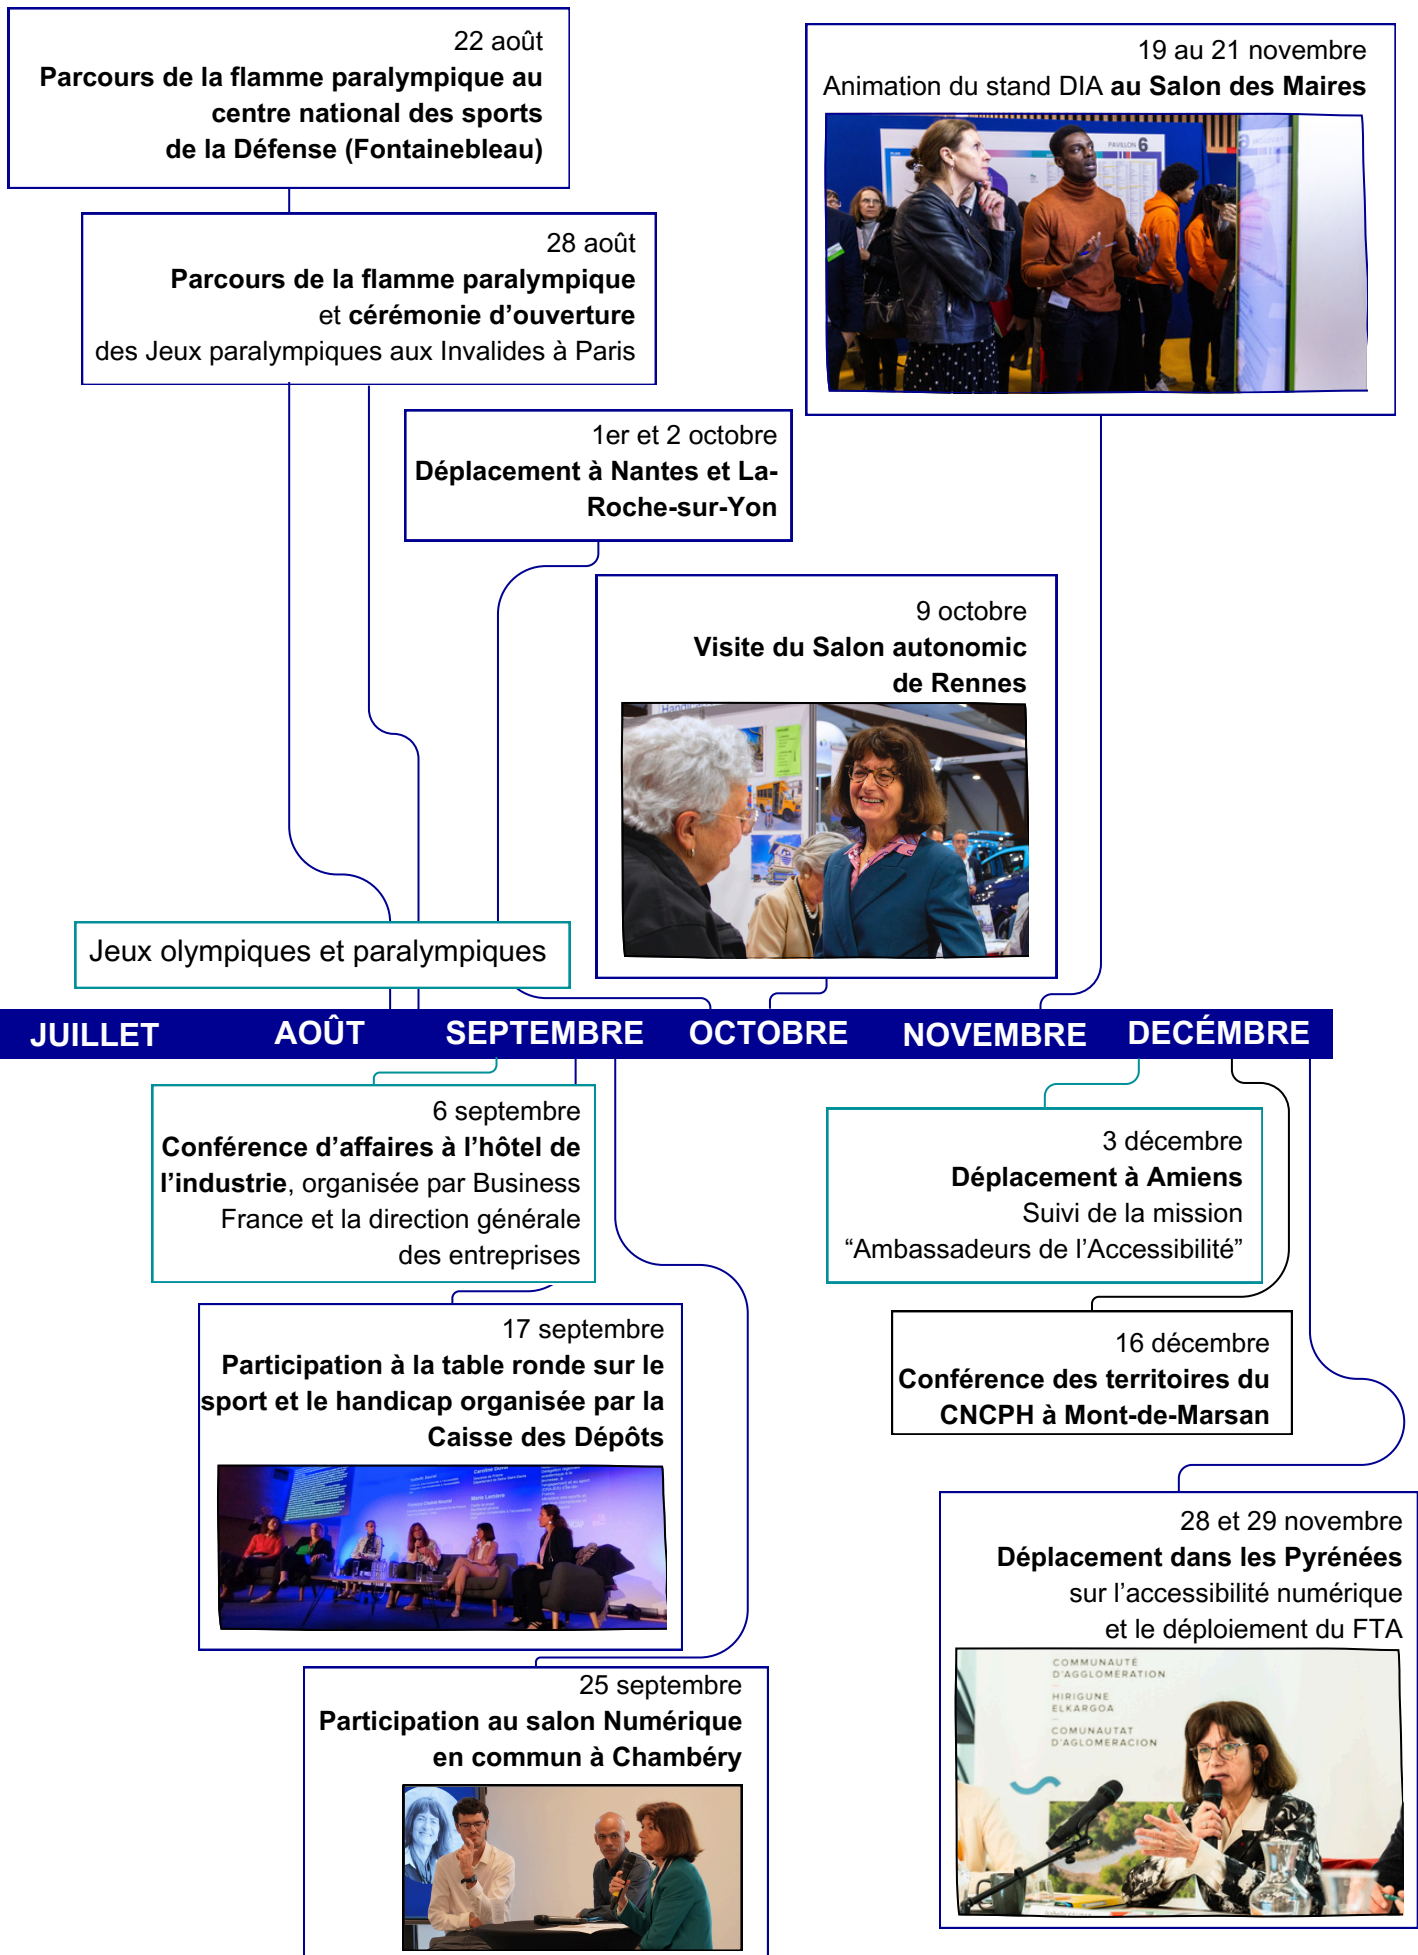 22 août
Parcours de la flamme paralympique au
centre national des sports
de la Défense (Fontainebleau)
28 août
Parcours de la flamme paralympique
et cérémonie d’ouverture
des Jeux paralympiques aux Invalides à Paris
19 au 21 novembre
Animation du stand DIA au Salon des Maires
PAVILLON 6
1er et 2 octobre
Déplacement à Nantes et La-
Roche-sur-Yon
9 octobre
Visite du Salon autonomic
de Rennes
Jeux olympiques et paralympiques
JUILLET
AOÛT
SEPTEMBRE
OCTOBRE
NOVEMBRE
DECÉMBRE
6 septembre
Conférence d’affaires à l’hôtel de
l’industrie, organisée par Business
France et la direction générale
des entreprises
17 septembre
Participation à la table ronde sur le
sport et le handicap organisée par la
Caisse des Dépôts
25 septembre
Participation au salon Numérique
en commun à Chambéry
3 décembre
Déplacement à Amiens
Suivi de la mission
“Ambassadeurs de l’Accessibilité”
16 décembre
Conférence des territoires du
CNCPH à Mont-de-Marsan
28 et 29 novembre
Déplacement dans les Pyrénées
sur l’accessibilité numérique
et le déploiement du FTA
COMMUNAUTÉ
D'AGGLOMÉRATION
HIRIGUNE
ELKARGOA
COMUNAUTAT
D'AGLOMERACION